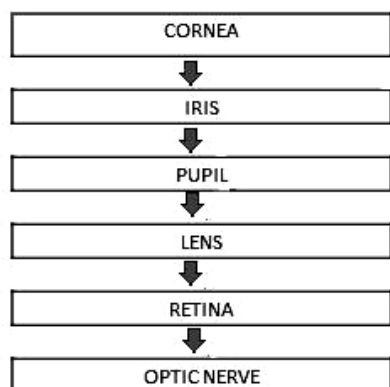 CORNEA
IRIS
PUPIL
LENS
RETINA
OPTIC NERVE